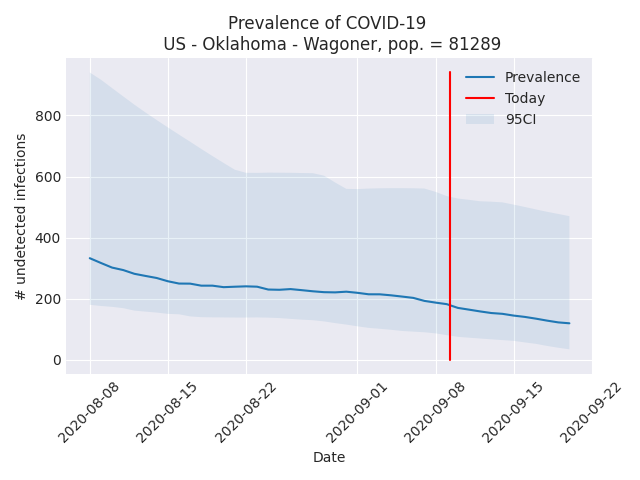 Prevalence of COVID-19
US - Oklahoma - Wagoner, pop. = 81289
Prevalence
Today
95CI
# undetected infections
800
600
400
200
0
2020-08-08
2020-08-15
2020-08-22
2020-09-01
2020-09-08
2020-09-15
2020-09-22
Date